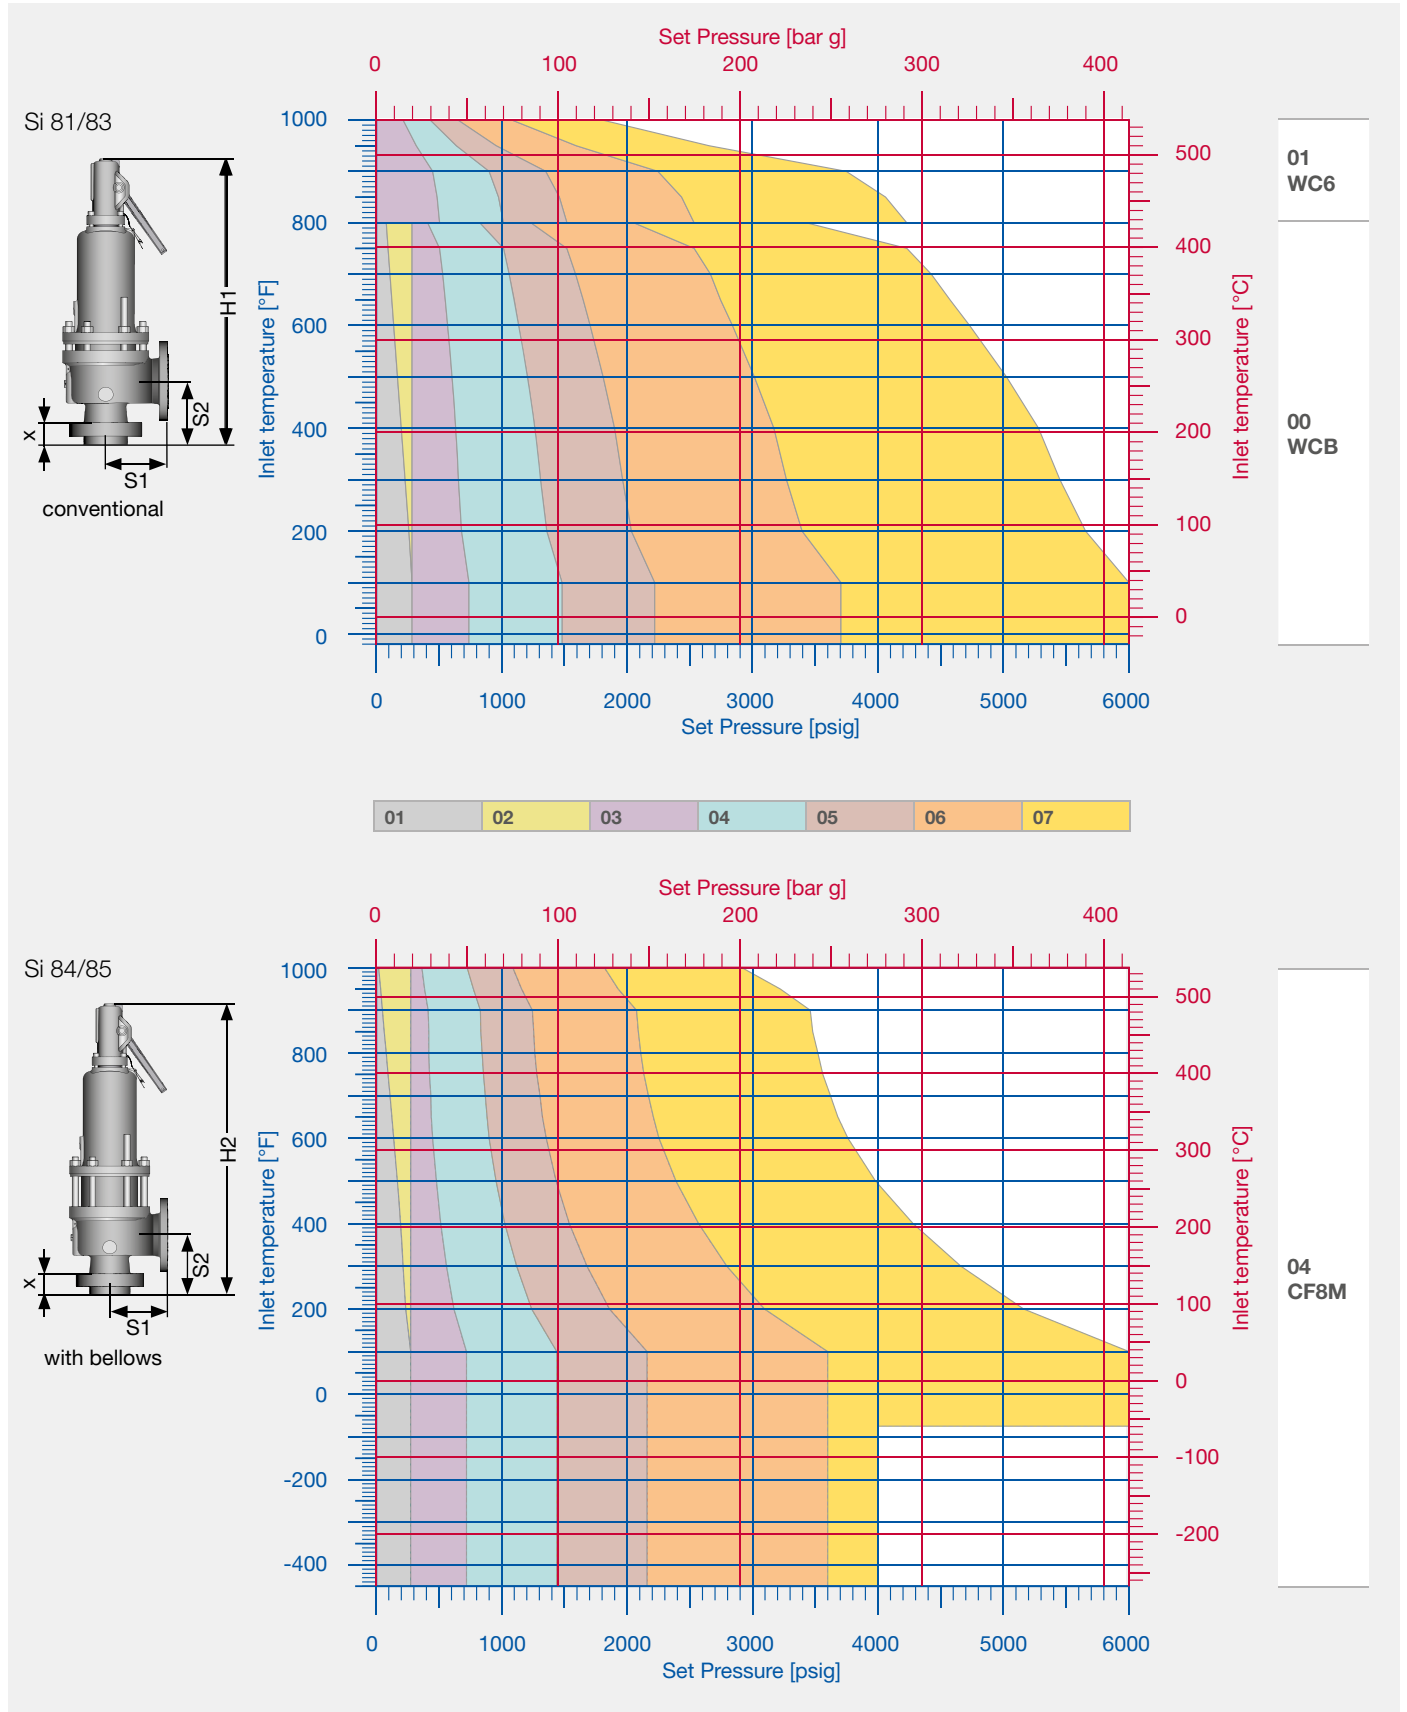 Set Pressure [bar g]
0 100 200 300 400
Si 81/83
H1
S2
x
S1
conventional
Inlet temperature [°F]
1000
800
600
400
200
0
500
400
300
200
100
0
Inlet temperature [°C]
01
WC6
00
WCB
0 1000 2000 3000 4000 5000 6000
Set Pressure [psig]
01 02 03 04 05 06 07
Set Pressure [bar g]
0 100 200 300 400
Si 84/85
H2
S2
x
S1
with bellows
Inlet temperature [°F]
1000
800
600
400
200
0
-200
-400
500
400
300
200
100
0
-100
-200
Inlet temperature [°C]
04
CF8M
0 1000 2000 3000 4000 5000 6000
Set Pressure [psig]